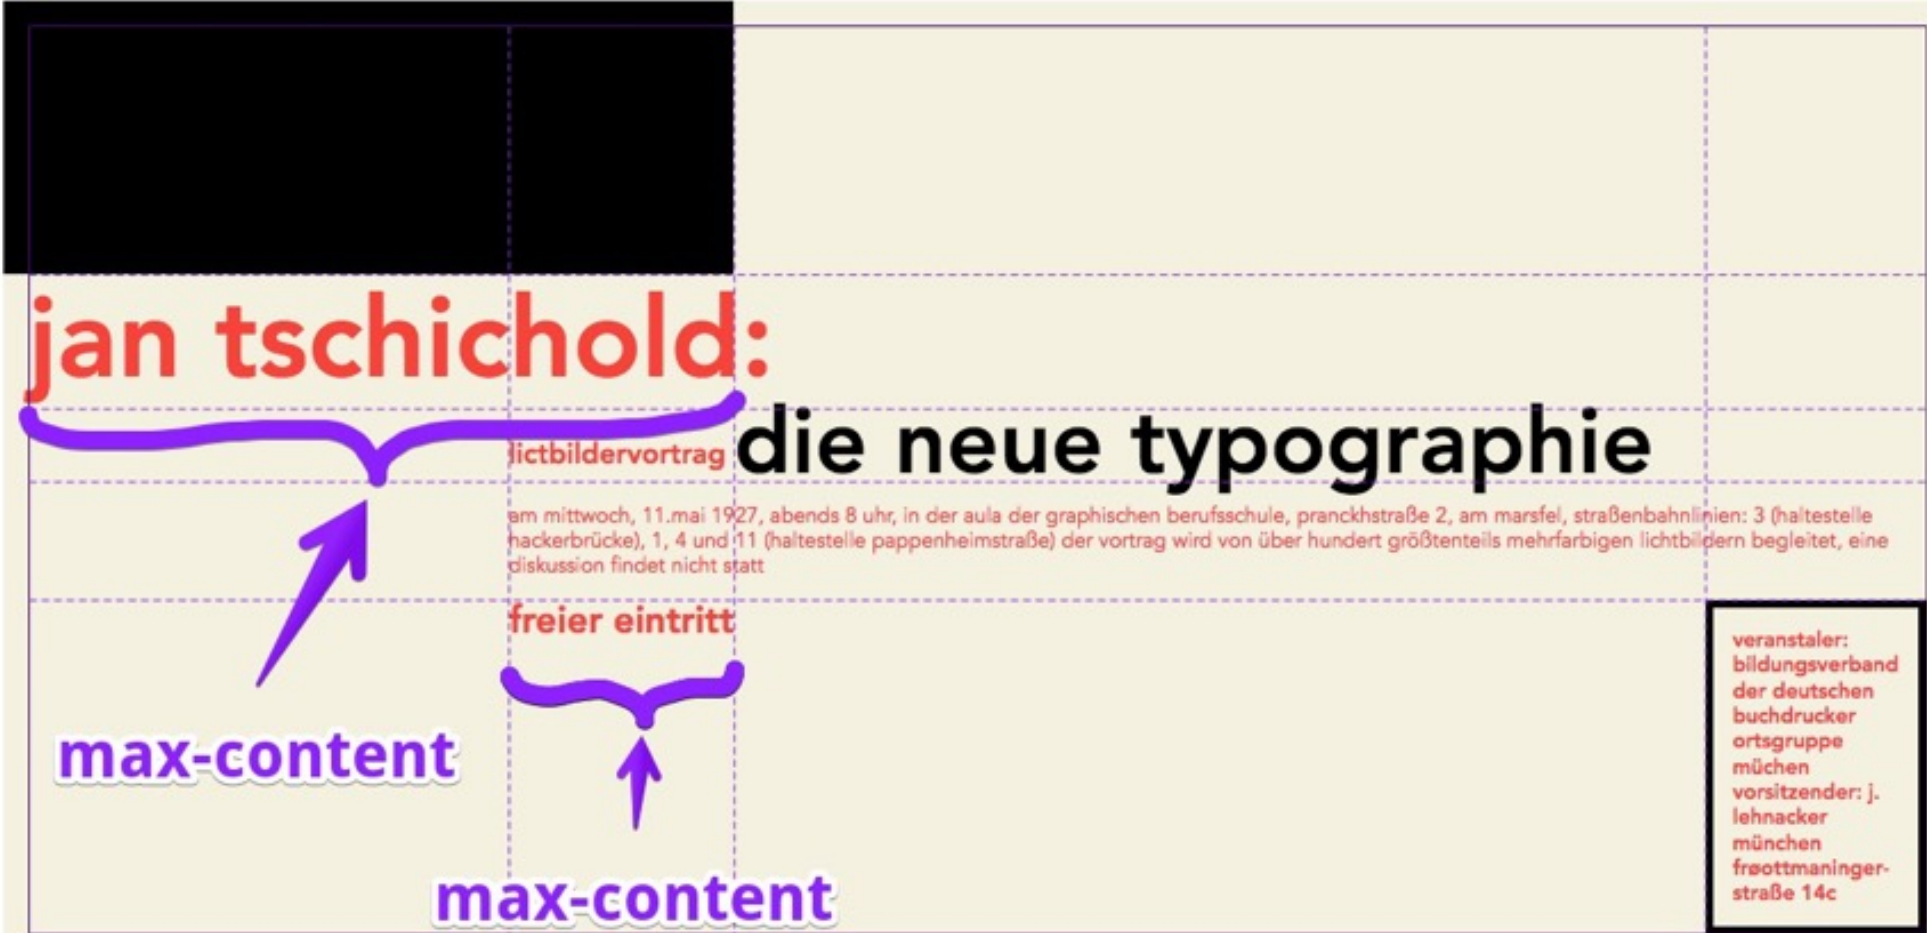 jan tschichold:
lictbildervortrag die neue typographie
am mittwoch, 11.mai 1927, abends 8 uhr, in der aula der graphischen berufsschule, pranckhstraße 2, am marsfel, straßenbahnlinien: 3 (haltestelle
hackerbrücke), 1, 4 und 11 (haltestelle pappenheimstraße) der vortrag wird von über hundert größtenteils mehrfarbigen lichtbildern begleitet, eine
diskussion findet nicht statt
freier eintritt
max-content
max-content
veranstaler:
bildungsverband
der deutschen
buchdrucker
ortsgruppe
müchen
vorsitzender: j.
lehnacker
münchen
frøottmaninger-
straße 14c